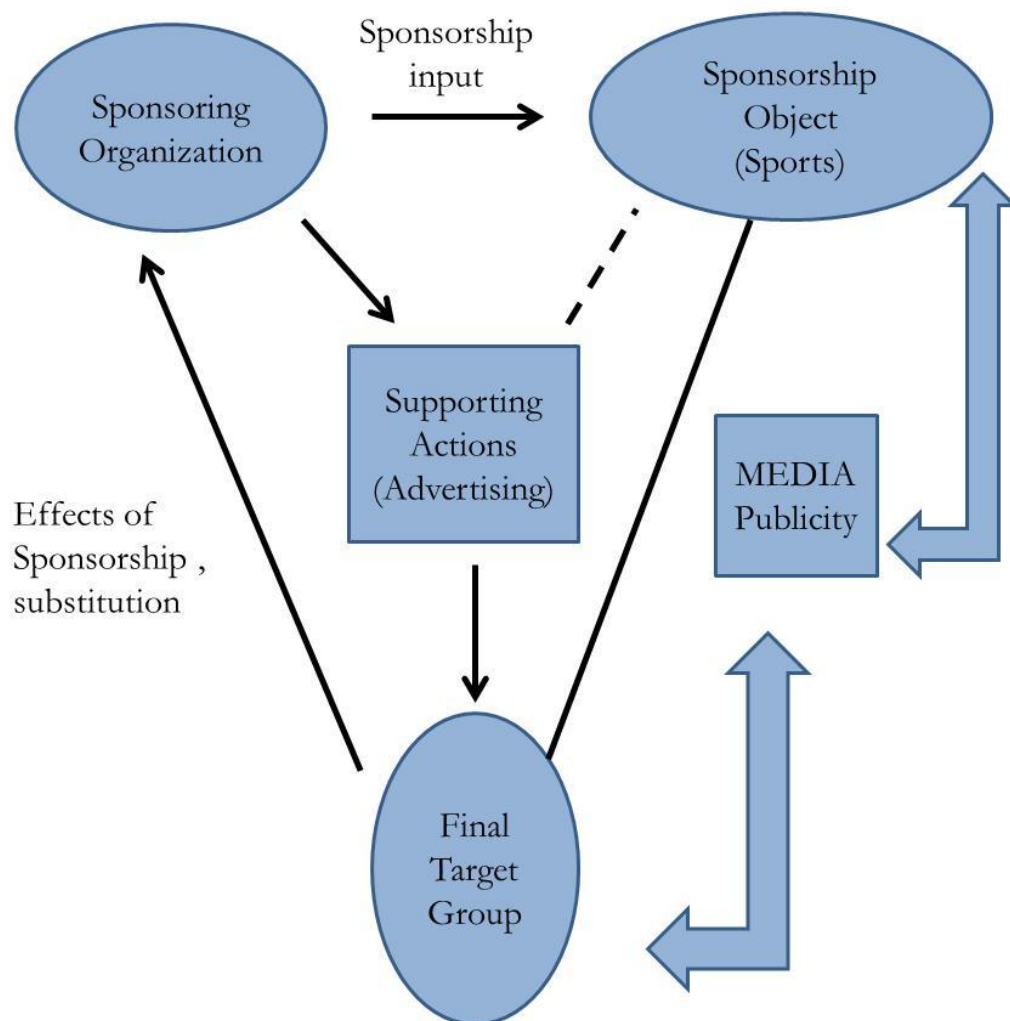 Sponsorship
input
Sponsoring
Organization
Sponsorship
Object
(Sports)
Supporting
Actions
(Advertising)
MEDIA
Publicity
Effects of
Sponsorship ,
substitution
Final
Target
Group